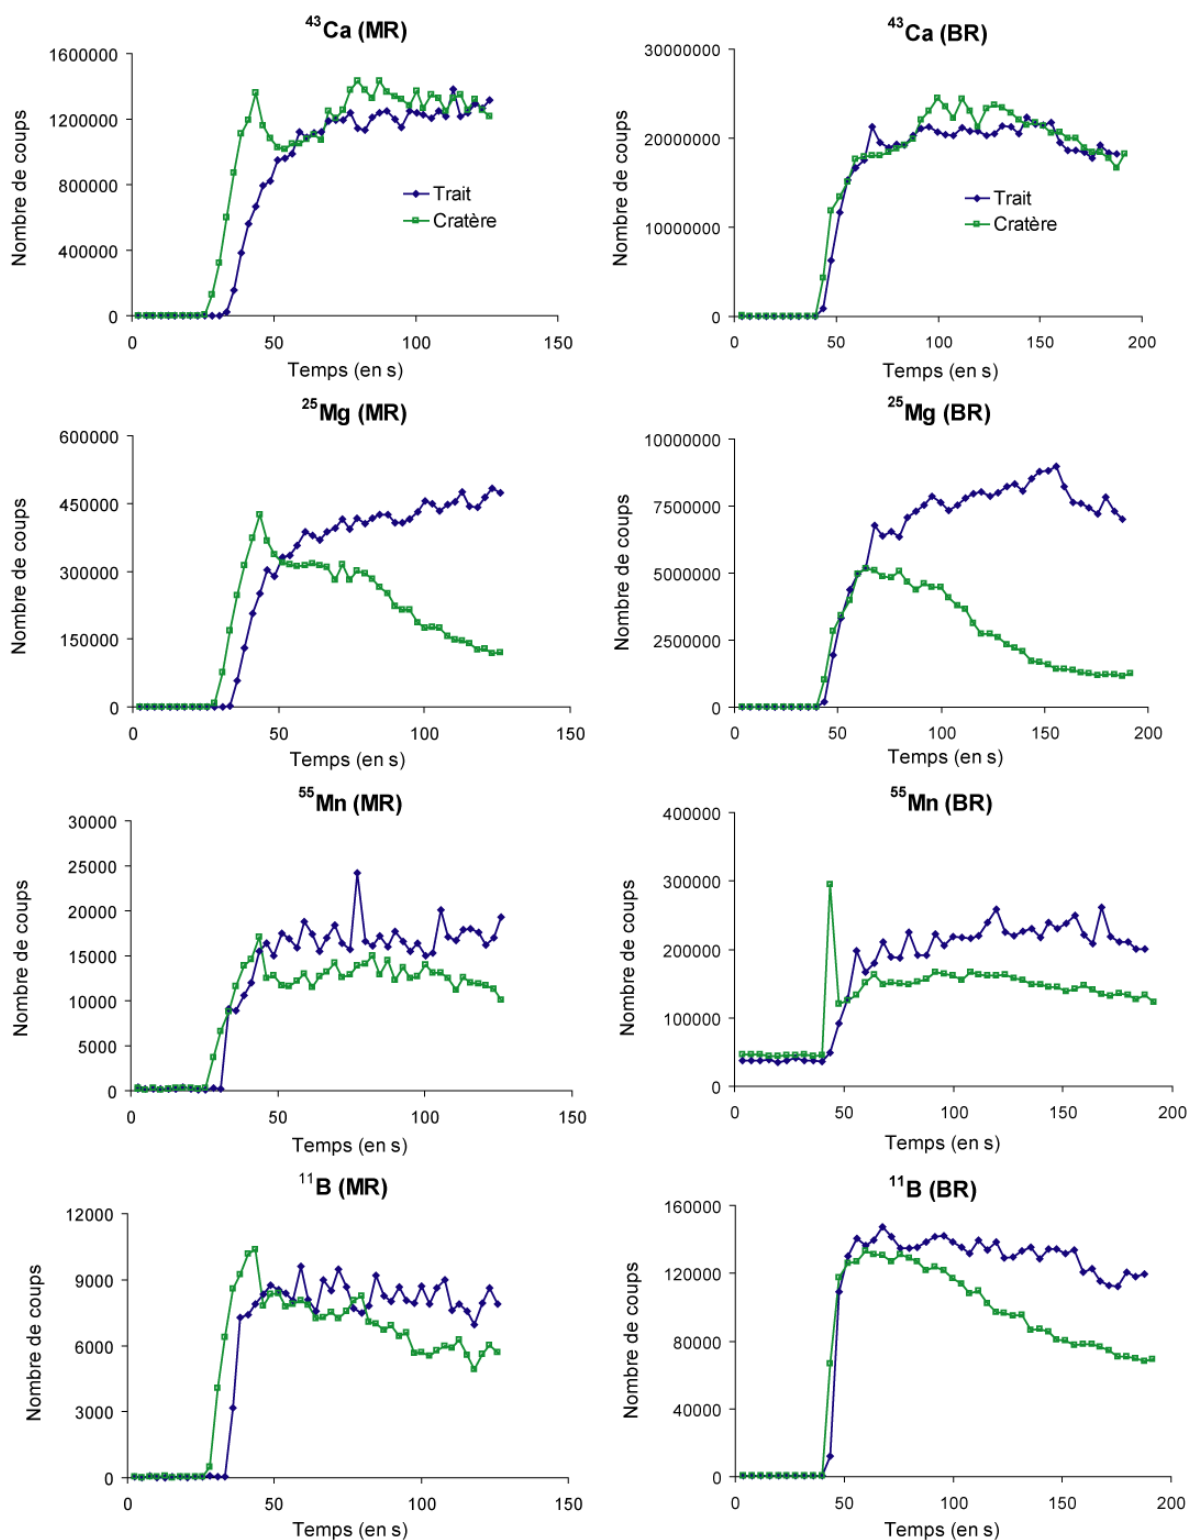 43Ca (MR)
Nombre de coups
1600000
1200000
800000
400000
0
Trait
Cratère
0 50 100 150
Temps (en s)
43Ca (BR)
Nombre de coups
30000000
20000000
10000000
0
Trait
Cratère
0 50 100 150 200
Temps (en s)
25Mg (MR)
Nombre de coups
600000
450000
300000
150000
0
0 50 100 150
Temps (en s)
25Mg (BR)
Nombre de coups
10000000
7500000
5000000
2500000
0
0 50 100 150 200
Temps (en s)
55Mn (MR)
Nombre de coups
30000
25000
20000
15000
10000
5000
0
0 50 100 150
Temps (en s)
55Mn (BR)
Nombre de coups
400000
300000
200000
100000
0
0 50 100 150 200
Temps (en s)
11B (MR)
Nombre de coups
12000
9000
6000
3000
0
0 50 100 150
Temps (en s)
11B (BR)
Nombre de coups
160000
120000
80000
40000
0
0 50 100 150 200
Temps (en s)